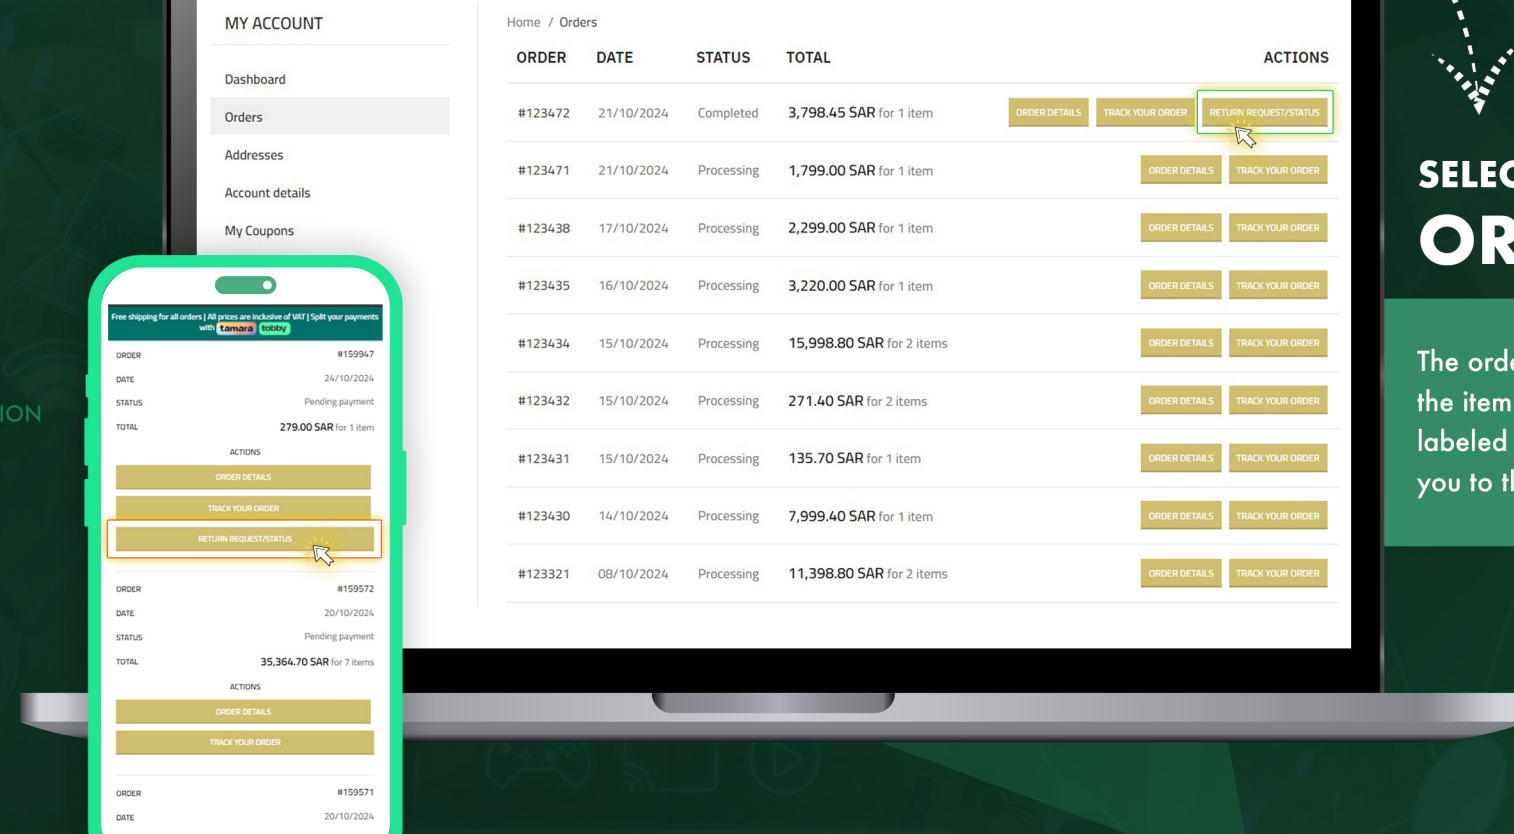 MY ACCOUNT
Dashboard
Orders
Addresses
Account details
My Coupons
Home / Orders
ORDER DATE STATUS TOTAL ACTIONS
#123472 21/10/2024 Completed 3,798.45 SAR for 1 item ORDER DETAILS TRACK YOUR ORDER RETURN REQUEST/STATUS
#123471 21/10/2024 Processing 1,799.00 SAR for 1 item ORDER DETAILS TRACK YOUR ORDER
#123438 17/10/2024 Processing 2,299.00 SAR for 1 item ORDER DETAILS TRACK YOUR ORDER
#123435 16/10/2024 Processing 3,220.00 SAR for 1 item ORDER DETAILS TRACK YOUR ORDER
#123434 15/10/2024 Processing 15,998.80 SAR for 2 items ORDER DETAILS TRACK YOUR ORDER
#123432 15/10/2024 Processing 271.40 SAR for 2 items ORDER DETAILS TRACK YOUR ORDER
#123431 15/10/2024 Processing 135.70 SAR for 1 item ORDER DETAILS TRACK YOUR ORDER
#123430 14/10/2024 Processing 7,999.40 SAR for 1 item ORDER DETAILS TRACK YOUR ORDER
#123321 08/10/2024 Processing 11,398.80 SAR for 2 items ORDER DETAILS TRACK YOUR ORDER
Free shipping for all orders | All prices are inclusive of VAT | Split your payments
with tamara tabby
ORDER #159947
DATE 24/10/2024
STATUS Pending payment
TOTAL 279.00 SAR for 1 item
ACTIONS
ORDER DETAILS
TRACK YOUR ORDER
RETURN REQUEST/STATUS
ORDER #159572
DATE 20/10/2024
STATUS Pending payment
TOTAL 35,364.70 SAR for 7 items
ACTIONS
ORDER DETAILS
TRACK YOUR ORDER
ORDER #159571
DATE 20/10/2024
ION
SELEC
OR
The orde
the item
labeled
you to th